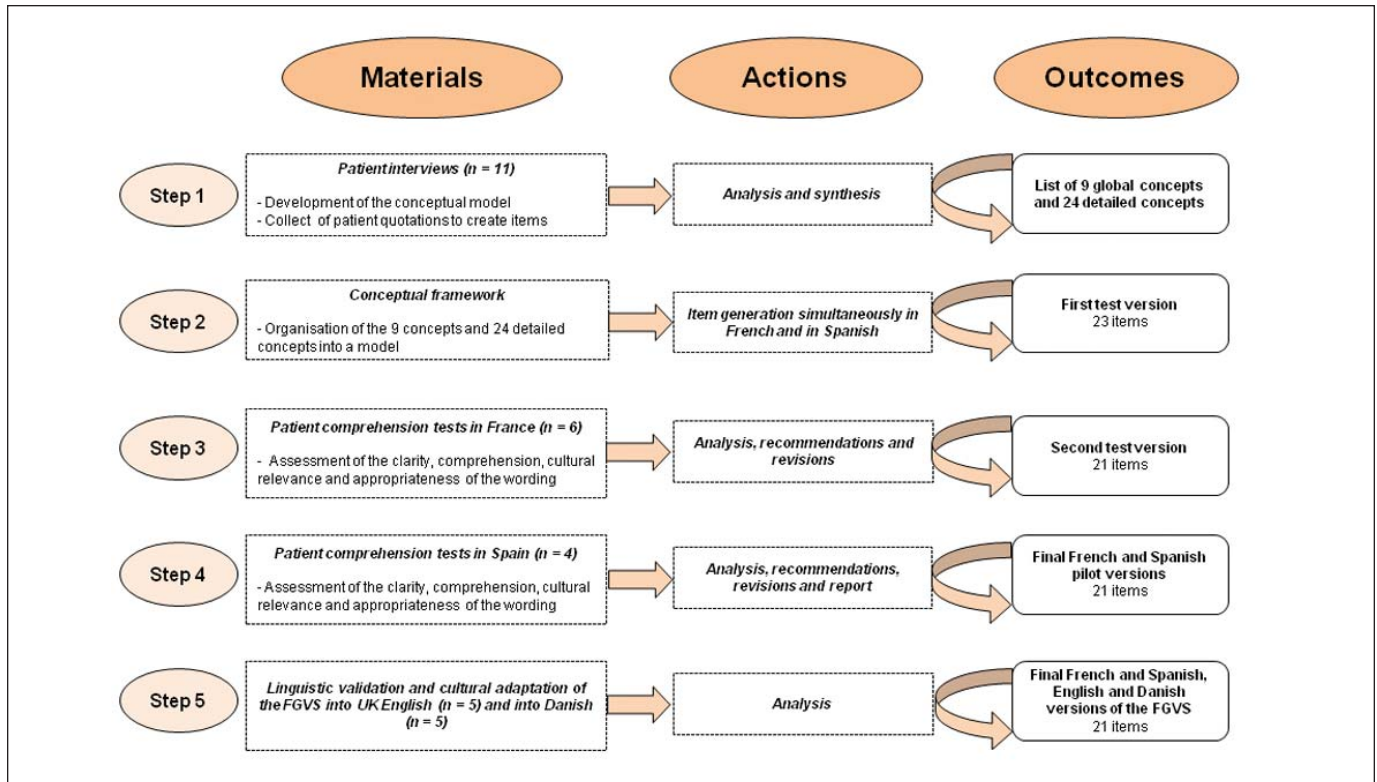 Materials
Actions
Outcomes
Step 1
Patient interviews (n = 11)
- Development of the conceptual model
- Collect of patient quotations to create items
Analysis and synthesis
List of 9 global concepts
and 24 detailed concepts
Step 2
Conceptual framework
- Organisation of the 9 concepts and 24 detailed
concepts into a model
Item generation simultaneously in
French and in Spanish
First test version
23 items
Step 3
Patient comprehension tests in France (n = 6)
- Assessment of the clarity, comprehension, cultural
relevance and appropriateness of the wording
Analysis, recommendations and
revisions
Second test version
21 items
Step 4
Patient comprehension tests in Spain (n = 4)
- Assessment of the clarity, comprehension, cultural
relevance and appropriateness of the wording
Analysis, recommendations,
revisions and report
Final French and Spanish
pilot versions
21 items
Step 5
Linguistic validation and cultural adaptation of
the FGVS into UK English (n = 5) and into Danish
(n = 5)
Analysis
Final French and Spanish,
English and Danish
versions of the FGVS
21 items